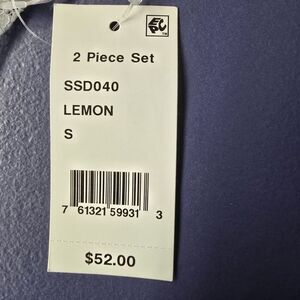 2 Piece Set
SSD040
LEMON
S
7 61321 59931 3
$52.00